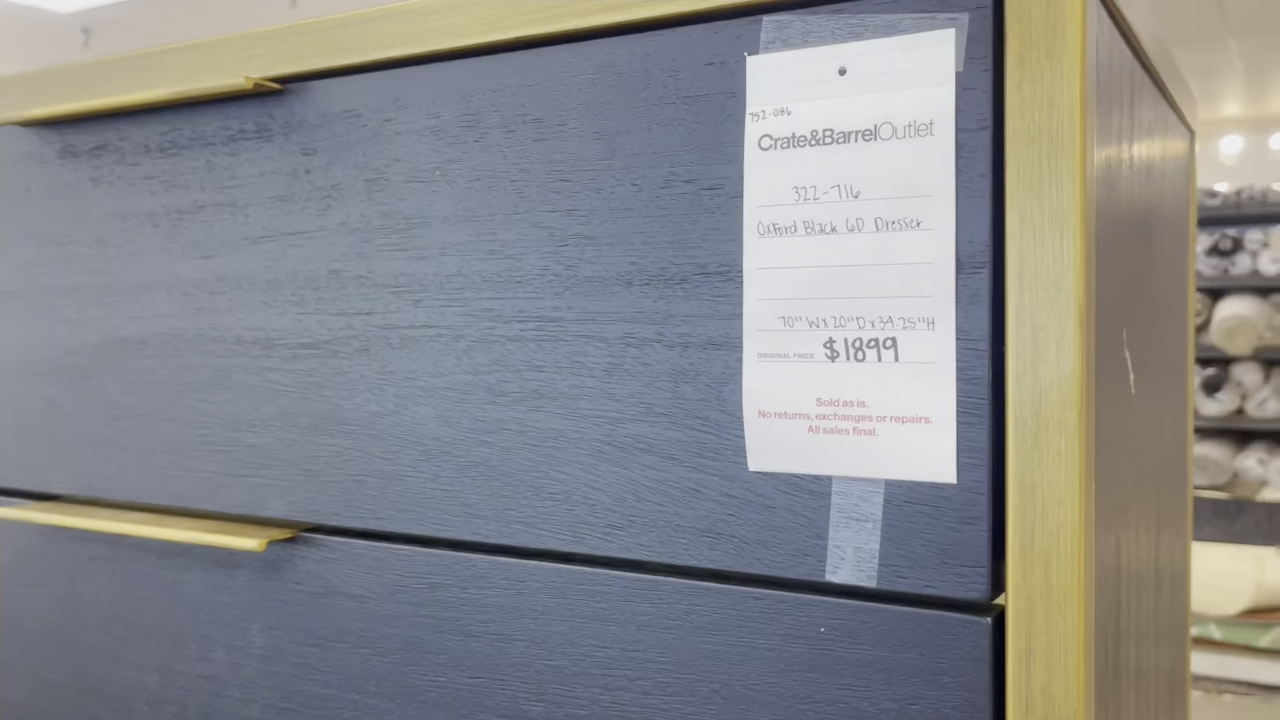 752-086
Crate&BarrelOutlet
322-716
Oxford Black 6D Dresser
70" W x 20" D x 34.25" H
ORIGINAL PRICE $1899
Sold as is.
No returns, exchanges or repairs.
All sales final.